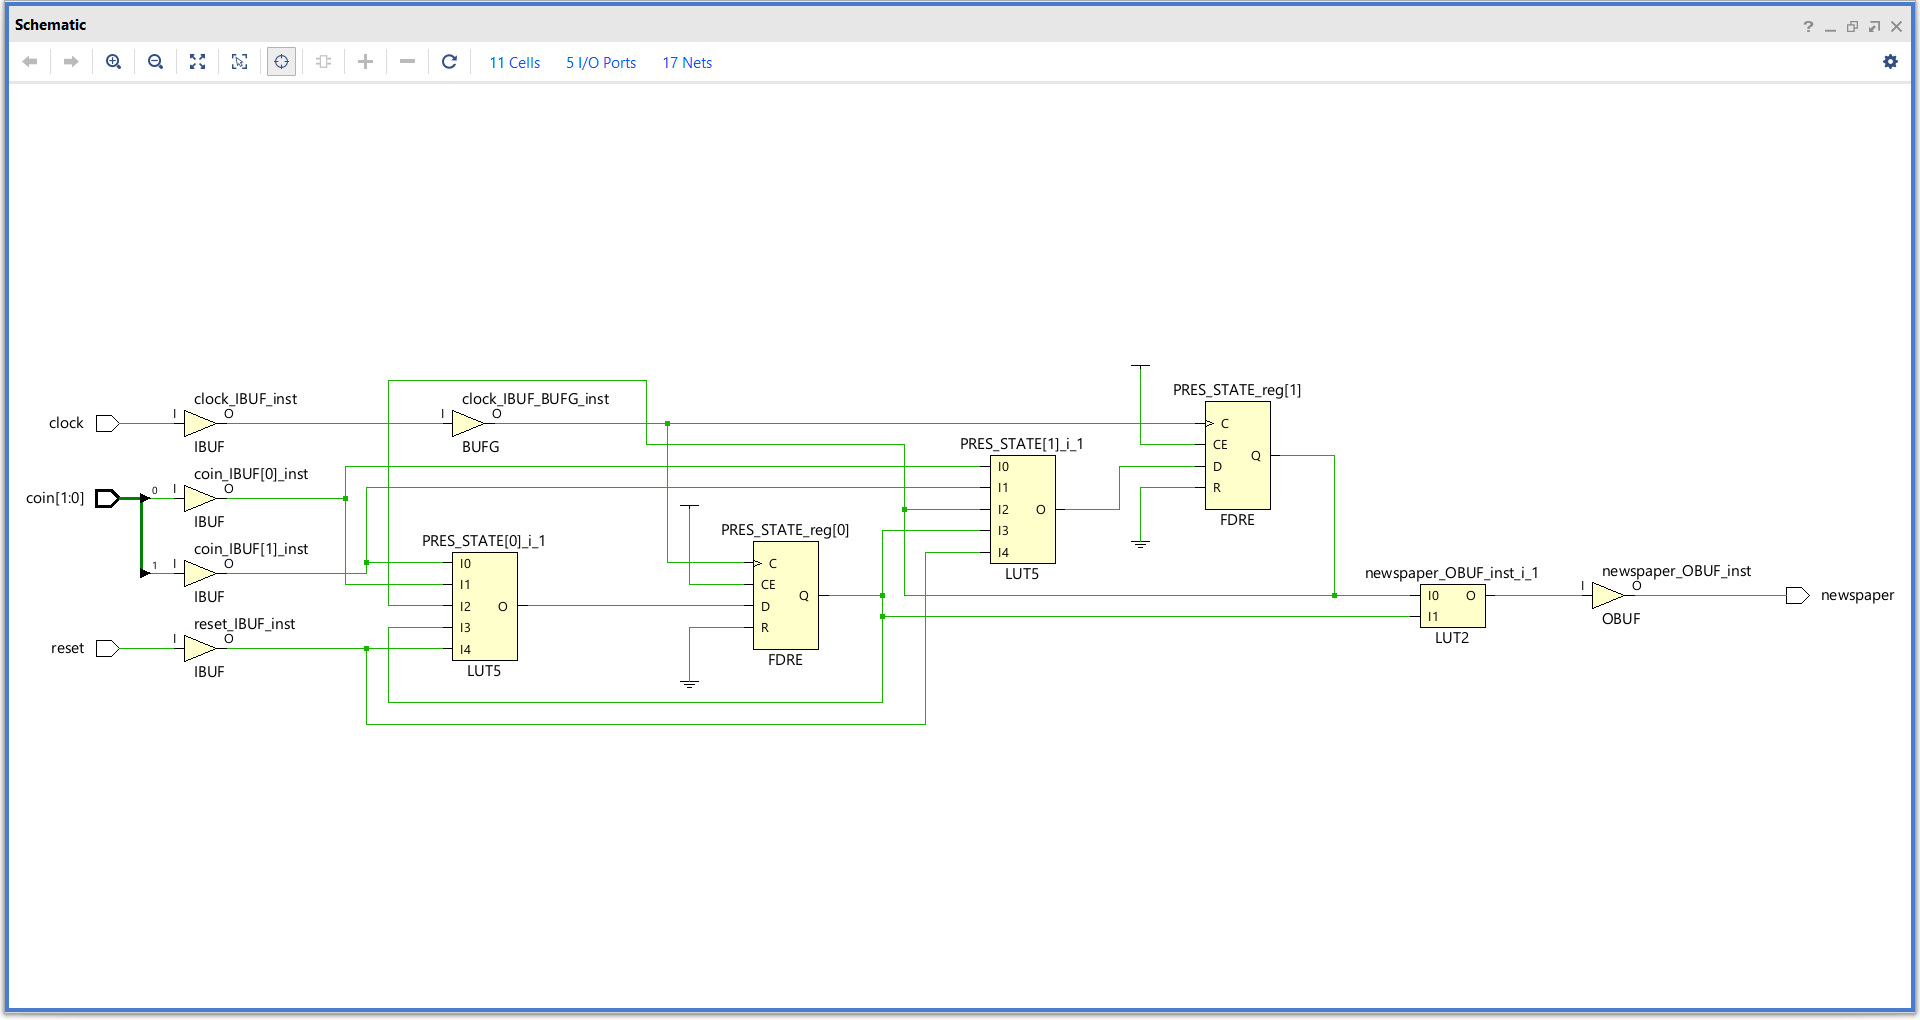 Schematic
?
11 Cells 5 I/O Ports 17 Nets
clock
I
clock_IBUF_inst
O
IBUF
I
clock_IBUF_BUFG_inst
O
BUFG
coin[1:0]
0
I
coin_IBUF[0]_inst
O
IBUF
1
I
coin_IBUF[1]_inst
O
IBUF
reset
I
reset_IBUF_inst
O
IBUF
PRES_STATE[0]_i_1
I0
I1
I2 O
I3
I4
LUT5
PRES_STATE_reg[0]
C
CE
Q
D
R
FDRE
PRES_STATE[1]_i_1
I0
I1
I2 O
I3
I4
LUT5
PRES_STATE_reg[1]
C
CE
Q
D
R
FDRE
newspaper_OBUF_inst_i_1
I0 O
I1
LUT2
I
newspaper_OBUF_inst
O
OBUF
newspaper